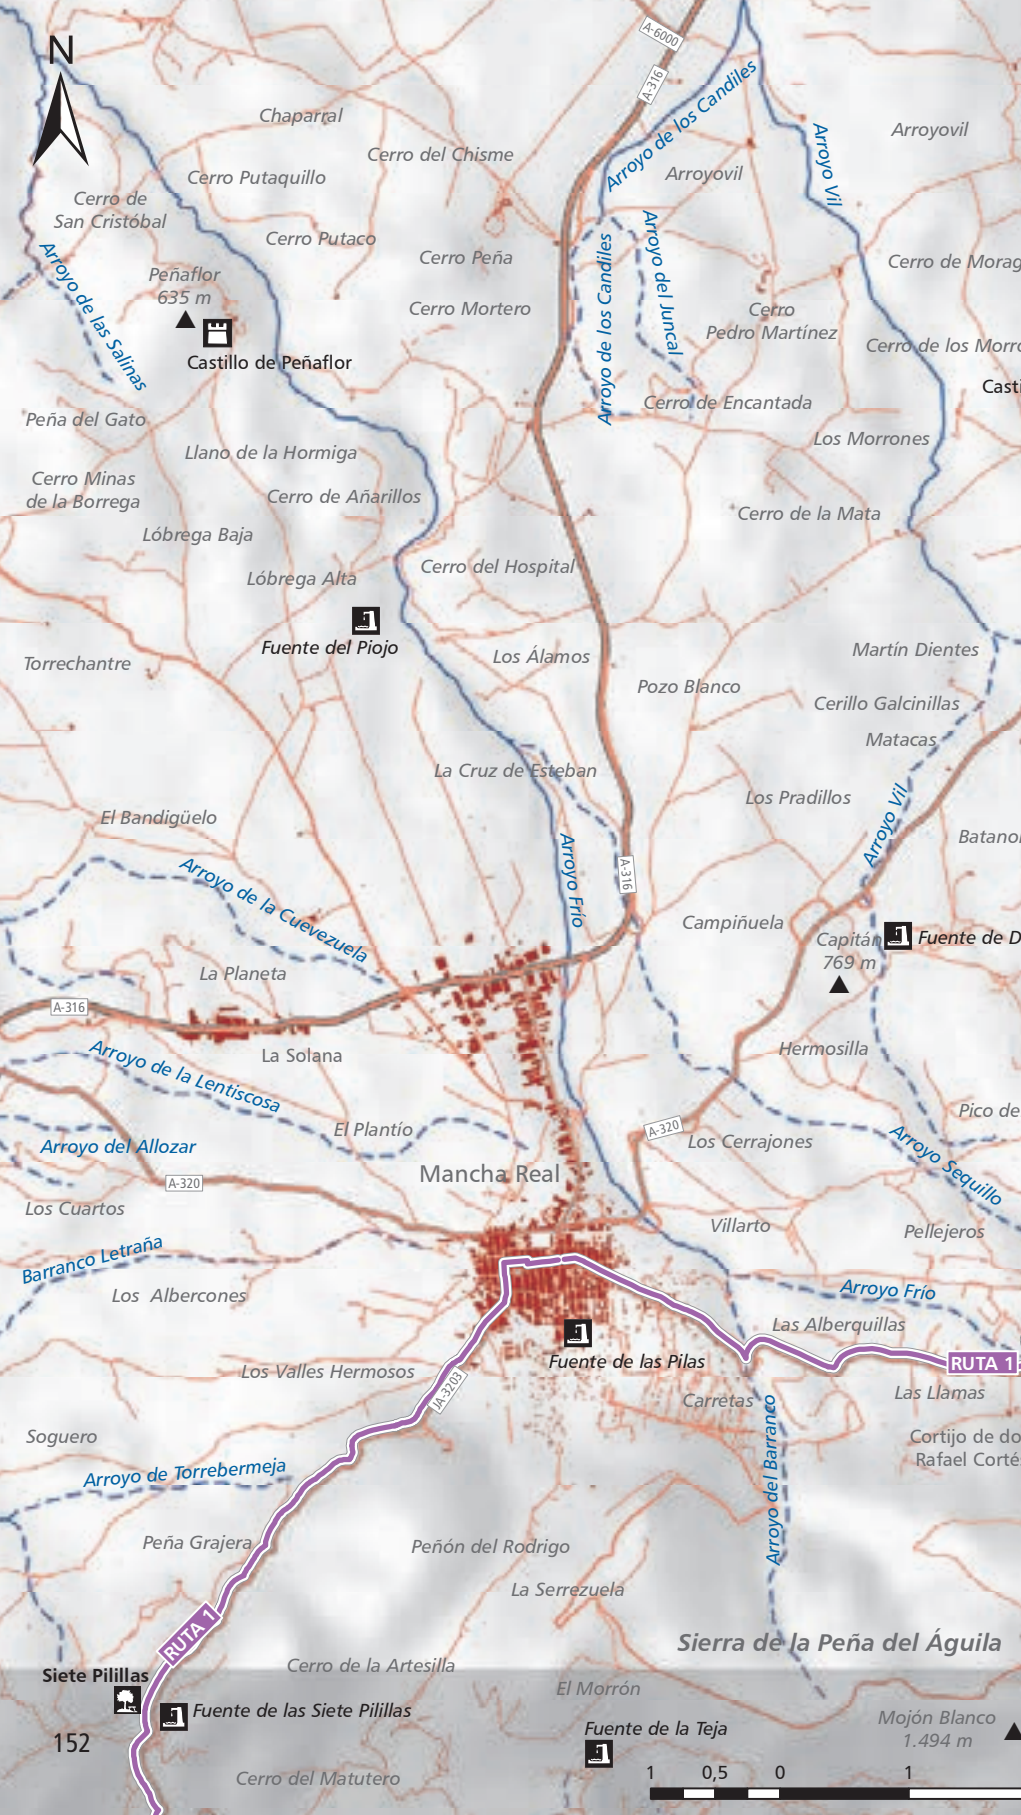 A-6000
N
A-316
Arroyo de los Candiles
Chaparral
Arroyo Vil
Arroyovil
Cerro del Chisme
Arroyovil
Cerro Putaquillo
Cerro de
San Cristóbal
Cerro Putaco
Arroyo de las Salinas
Cerro Peña
Arroyo de los Candiles
Arroyo del Juncal
Cerro de Morag
Peñaflor
635 m
Cerro Mortero
Cerro
Pedro Martínez
Cerro de los Morro
Castillo de Peñaflor
Casti
Cerro de Encantada
Peña del Gato
Los Morrones
Llano de la Hormiga
Cerro Minas
de la Borrega
Cerro de Añarillos
Cerro de la Mata
Lóbrega Baja
Cerro del Hospital
Lóbrega Alta
Fuente del Piojo
Los Álamos
Martín Dientes
Torrechantre
Pozo Blanco
Cerillo Galcinillas
Matacas
La Cruz de Esteban
Los Pradillos
Arroyo Vil
El Bandigüelo
Batano
Arroyo Frío
A-316
Arroyo de la Cuevezuela
Campiñuela
Capitán
769 m
Fuente de D
La Planeta
A-316
La Solana
Hermosilla
Arroyo de la Lentiscosa
Pico de
El Plantío
A-320
Los Cerrajones
Arroyo Sequillo
Arroyo del Allozar
Mancha Real
A-320
Los Cuartos
Villarto
Pellejeros
Barranco Letraña
Arroyo Frío
Los Albercones
Las Alberquillas
Fuente de las Pilas
RUTA 1
Los Valles Hermosos
JA-3203
Carretas
Las Llamas
Arroyo del Barranco
Soguero
Cortijo de do
Rafael Corté
Arroyo de Torrebermeja
Peña Grajera
Peñón del Rodrigo
La Serrezuela
RUTA 1
Sierra de la Peña del Águila
Siete Pilillas
Cerro de la Artesilla
El Morrón
Fuente de las Siete Pilillas
Mojón Blanco
1.494 m
Fuente de la Teja
152
Cerro del Matutero
1 0,5 0 1